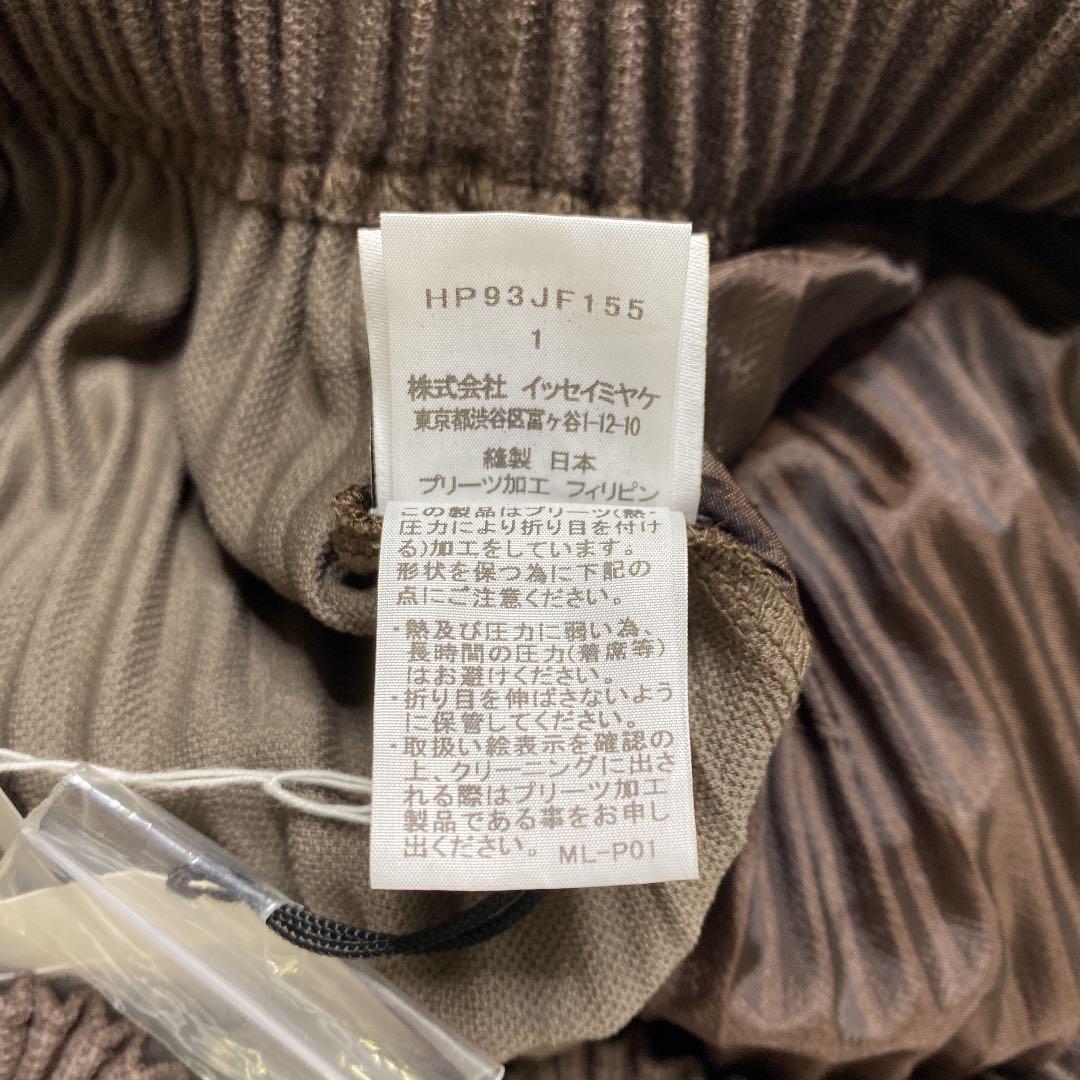 HP93JF155
1
株式会社 イッセイミヤケ
東京都渋谷区富ヶ谷1-12-10
縫製 日本
プリーツ加工 フィリピン
この製品はプリーツ(熱・
圧力により折り目を付け
る)加工をしています。
形状を保つ為に下記の
点にご注意ください。
・熱及び圧力に弱い為、
長時間の圧力(着席等)
はお避けください。
・折り目を伸ばさないよう
に保管してください。
・取扱い絵表示を確認の
上、クリーニングに出さ
れる際はプリーツ加工
製品である事をお申し
出ください。 ML-P01